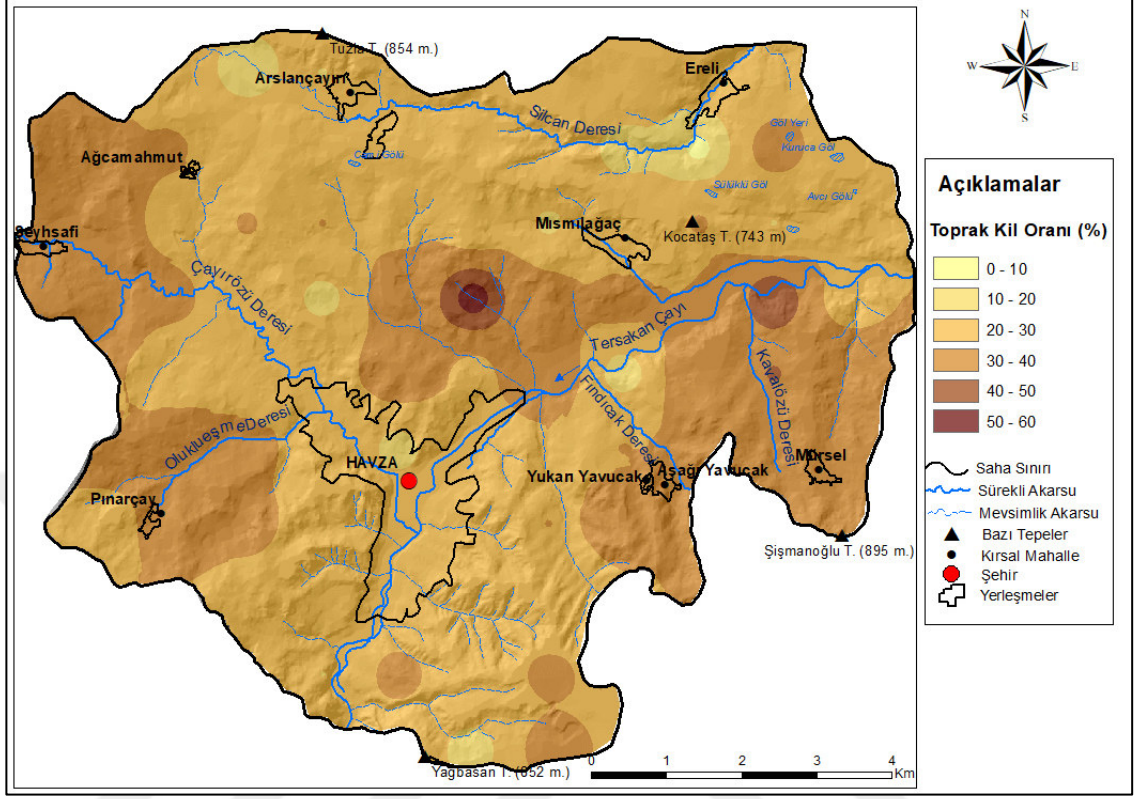 Tuzla T. (854 m.)
Arslançayırı
Ereli
Silcan Deresi
Göl Yeri
Kuruca Göl
Ağcamahmut
Sülüklü Göl
Avcı Gölü
Şeyhsafi
Mısmılağaç
Kocataş T. (743 m)
Çayırözü Deresi
Tersakan Çayı
Fındıcak Deresi
Kavalözü Deresi
HAVZA
Yukarı Yavucak
Aşağı Yavucak
Mürsel
Pınarçay
Şişmanoğlu T. (895 m.)
Yağbasan T. (852 m.)
0 1 2 3 4
Km
N
W E
S
Açıklamalar
Toprak Kil Oranı (%)
0 - 10
10 - 20
20 - 30
30 - 40
40 - 50
50 - 60
Saha Sınırı
Sürekli Akarsu
Mevsimlik Akarsu
Bazı Tepeler
Kırsal Mahalle
Şehir
Yerleşmeler